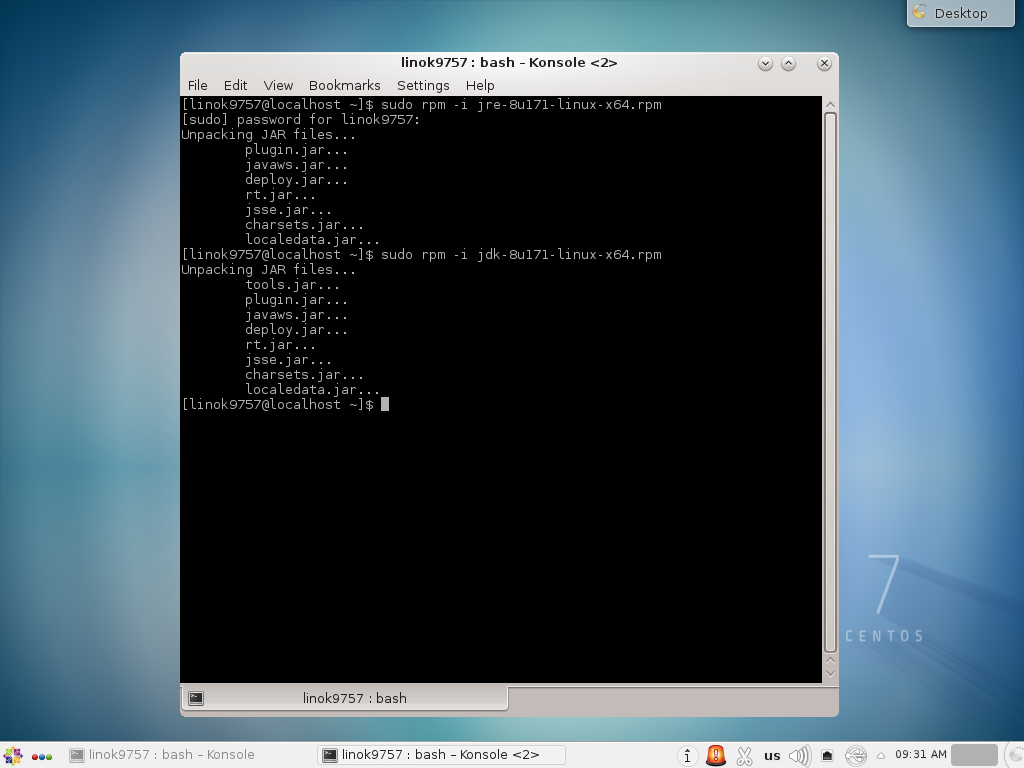 Desktop
linok9757 : bash – Konsole <2>
File Edit View Bookmarks Settings Help
[linok9757@localhost ~]$ sudo rpm -i jre-8u171-linux-x64.rpm
[sudo] password for linok9757:
Unpacking JAR files...
plugin.jar...
javaws.jar...
deploy.jar...
rt.jar...
jsse.jar...
charsets.jar...
localedata.jar...
[linok9757@localhost ~]$ sudo rpm -i jdk-8u171-linux-x64.rpm
Unpacking JAR files...
tools.jar...
plugin.jar...
javaws.jar...
deploy.jar...
rt.jar...
jsse.jar...
charsets.jar...
localedata.jar...
[linok9757@localhost ~]$
7
CENTOS
linok9757 : bash
linok9757 : bash – Konsole
linok9757 : bash – Konsole <2>
i
us
09:31 AM